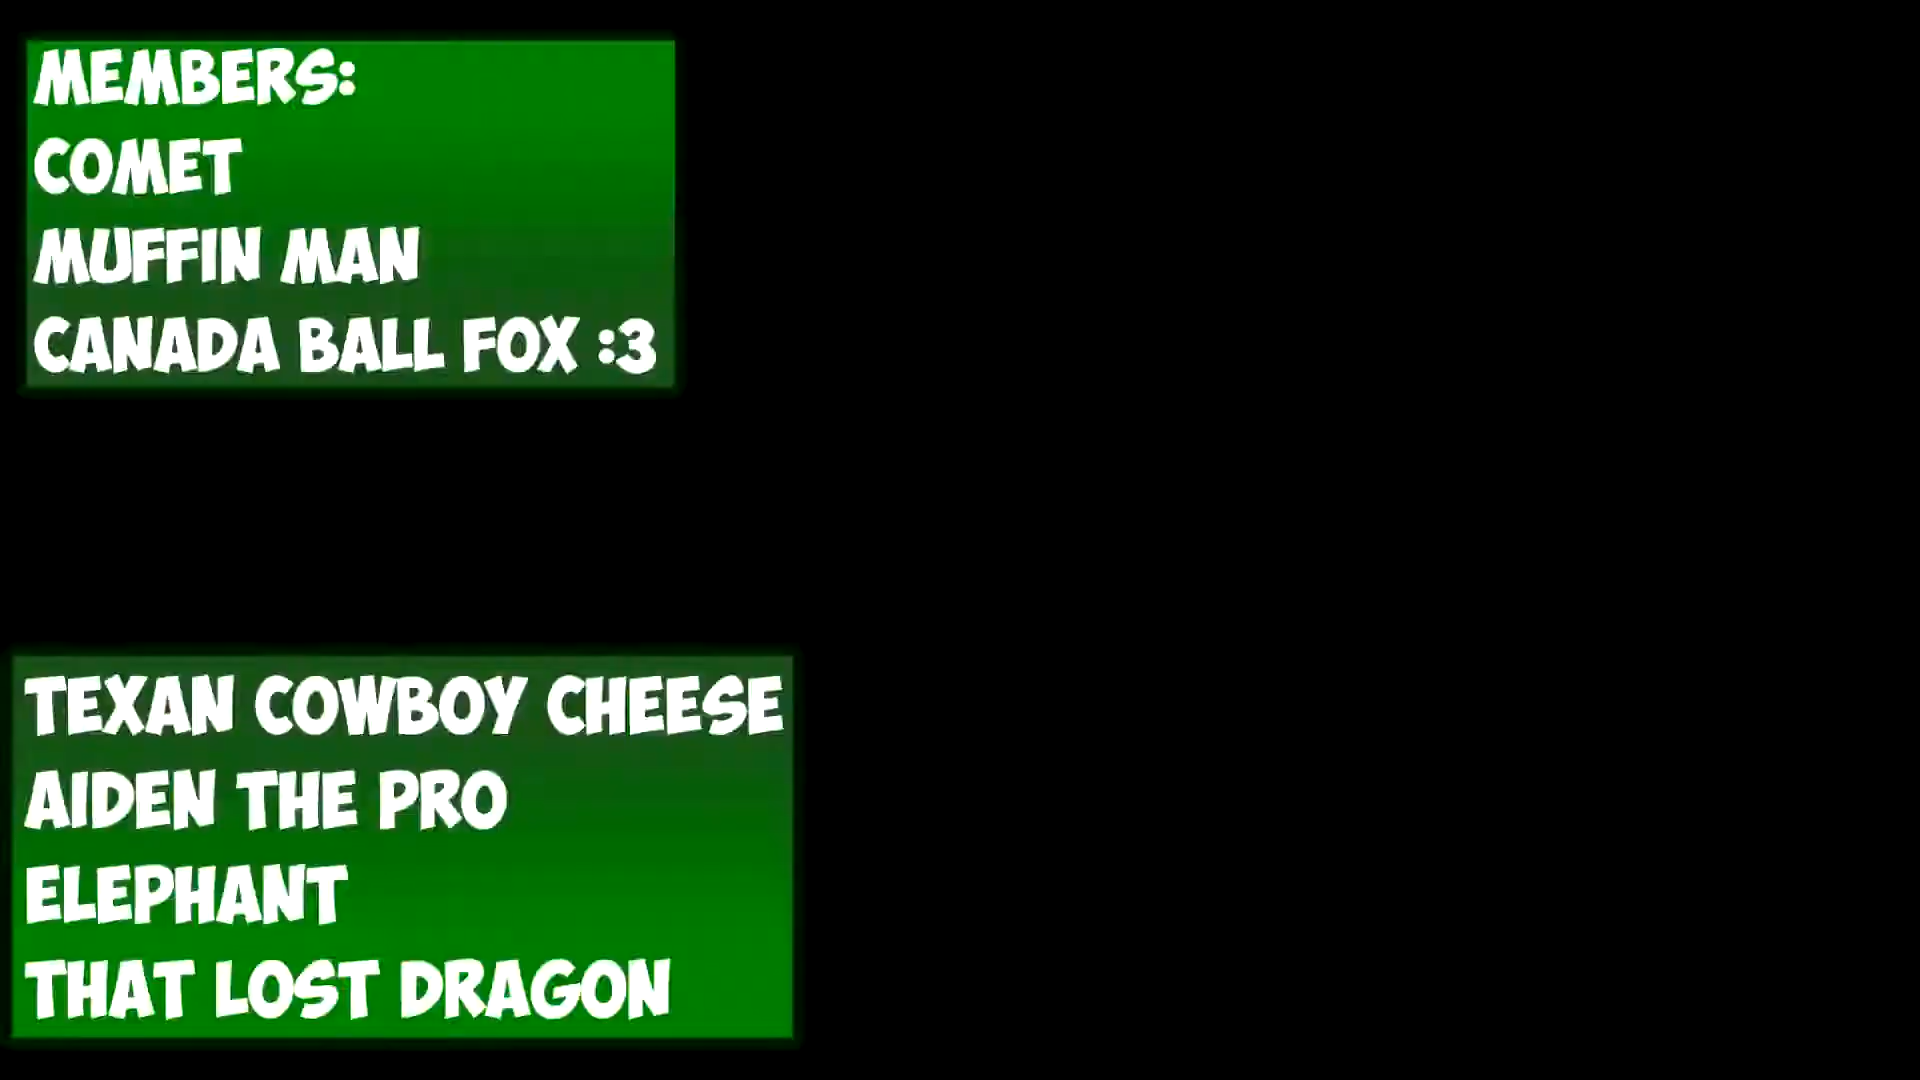 MEMBERS:
COMET
MUFFIN MAN
CANADA BALL FOX :3
TEXAN COWBOY CHEESE
AIDEN THE PRO
ELEPHANT
THAT LOST DRAGON